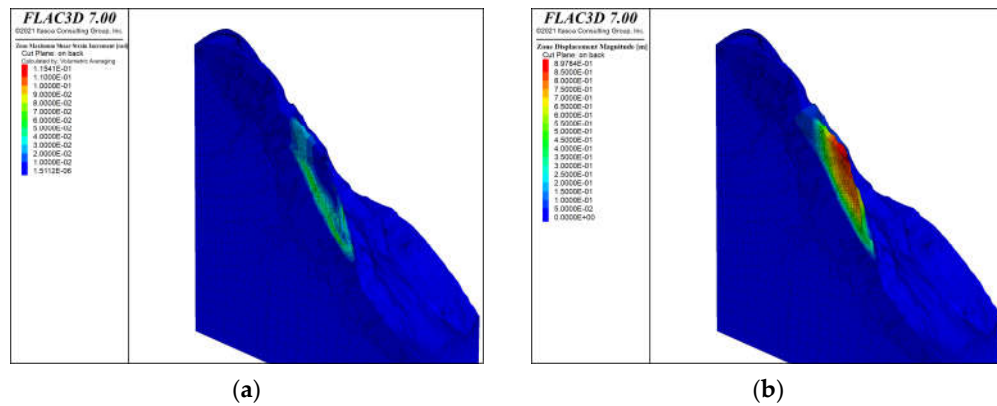 FLAC3D 7.00
©2021 Itasca Consulting Group, Inc.
Zone Maximum Shear Strain Increment
Cut Plane: on back
Calculated by: Volumetric Averaging
1.1541E-01
1.1000E-01
1.0000E-01
9.0000E-02
8.0000E-02
7.0000E-02
6.0000E-02
5.0000E-02
4.0000E-02
3.0000E-02
2.0000E-02
1.0000E-02
1.5112E-06
(a)
FLAC3D 7.00
©2021 Itasca Consulting Group, Inc.
Zone Displacement Magnitude [m]
Cut Plane: on back
8.9784E-01
8.5000E-01
8.0000E-01
7.5000E-01
7.0000E-01
6.5000E-01
6.0000E-01
5.5000E-01
5.0000E-01
4.5000E-01
4.0000E-01
3.5000E-01
3.0000E-01
2.5000E-01
2.0000E-01
1.5000E-01
1.0000E-01
5.0000E-02
0.0000E+00
(b)